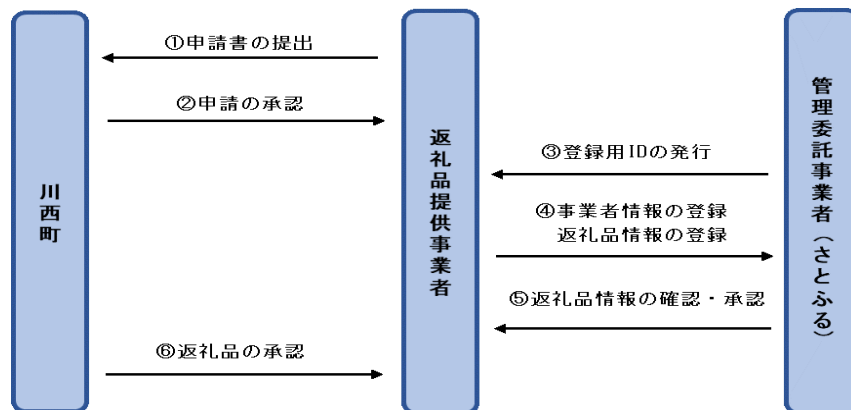 川西町
返礼品提供事業者
管理委託事業者(さとふる)
①申請書の提出
②申請の承認
③登録用IDの発行
④事業者情報の登録
返礼品情報の登録
⑤返礼品情報の確認・承認
⑥返礼品の承認